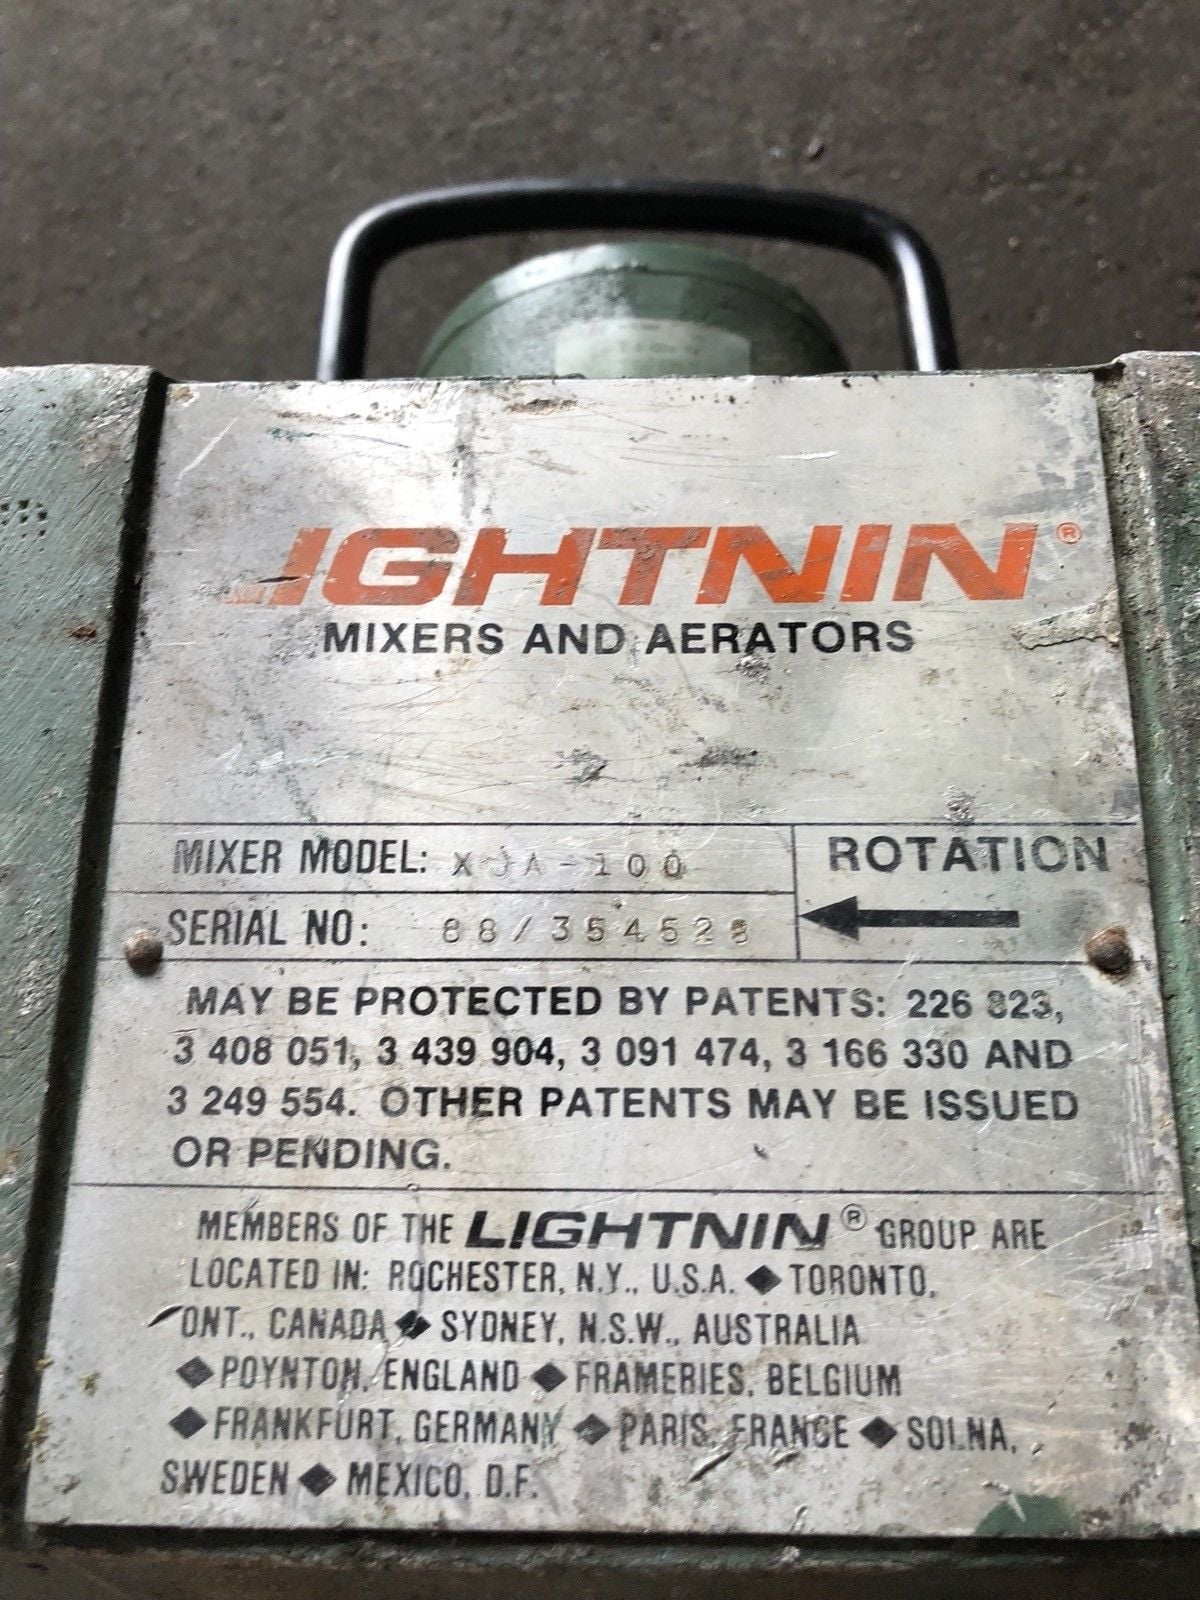 LIGHTNIN®
MIXERS AND AERATORS
MIXER MODEL: XJA-100
ROTATION
SERIAL NO: 88/354528
MAY BE PROTECTED BY PATENTS: 226 823,
3 408 051, 3 439 904, 3 091 474, 3 166 330 AND
3 249 554. OTHER PATENTS MAY BE ISSUED
OR PENDING.
MEMBERS OF THE LIGHTNIN® GROUP ARE
LOCATED IN: ROCHESTER, N.Y., U.S.A. ◆ TORONTO,
ONT., CANADA ◆ SYDNEY, N.S.W., AUSTRALIA
◆ POYNTON, ENGLAND ◆ FRAMERIES, BELGIUM
◆ FRANKFURT, GERMANY ◆ PARIS, FRANCE ◆ SOLNA,
SWEDEN ◆ MEXICO, D.F.